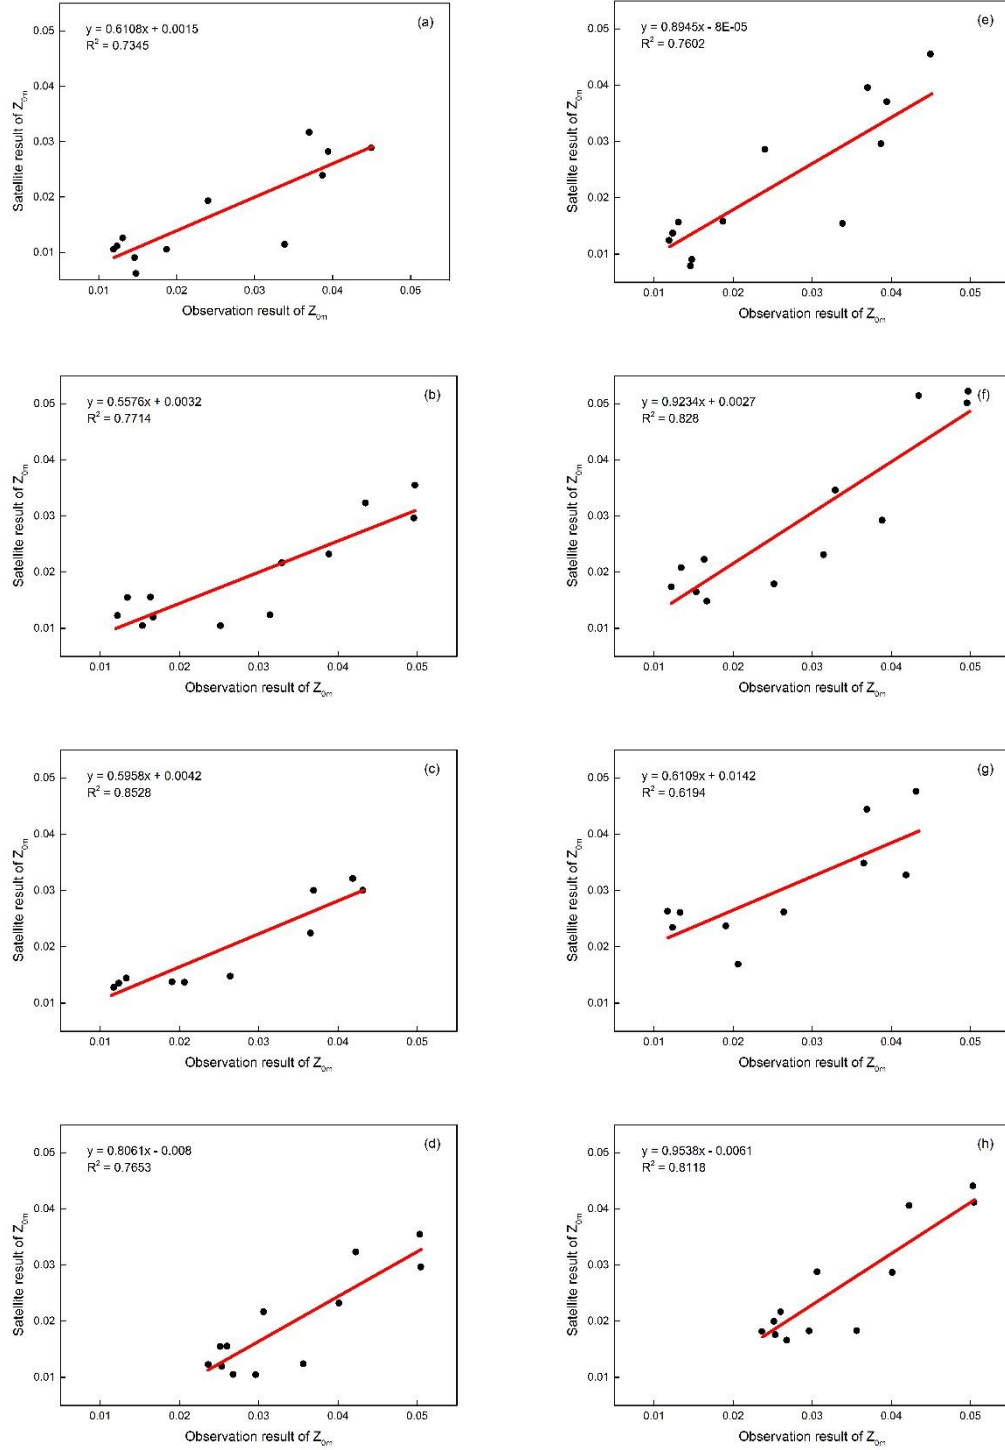 (a)
y = 0.6108x + 0.0015
R² = 0.7345
Satellite result of Z0m
0.05
0.04
0.03
0.02
0.01
0.01 0.02 0.03 0.04 0.05
Observation result of Z0m
(e)
y = 0.8945x - 8E-05
R² = 0.7602
Satellite result of Z0m
0.05
0.04
0.03
0.02
0.01
0.01 0.02 0.03 0.04 0.05
Observation result of Z0m
(b)
y = 0.5576x + 0.0032
R² = 0.7714
Satellite result of Z0m
0.05
0.04
0.03
0.02
0.01
0.01 0.02 0.03 0.04 0.05
Observation result of Z0m
(f)
y = 0.9234x + 0.0027
R² = 0.828
Satellite result of Z0m
0.05
0.04
0.03
0.02
0.01
0.01 0.02 0.03 0.04 0.05
Observation result of Z0m
(c)
y = 0.5958x + 0.0042
R² = 0.8528
Satellite result of Z0m
0.05
0.04
0.03
0.02
0.01
0.01 0.02 0.03 0.04 0.05
Observation result of Z0m
(g)
y = 0.6109x + 0.0142
R² = 0.6194
Satellite result of Z0m
0.05
0.04
0.03
0.02
0.01
0.01 0.02 0.03 0.04 0.05
Observation result of Z0m
(d)
y = 0.8061x - 0.008
R² = 0.7653
Satellite result of Z0m
0.05
0.04
0.03
0.02
0.01
0.01 0.02 0.03 0.04 0.05
Observation result of Z0m
(h)
y = 0.9538x - 0.0061
R² = 0.8118
Satellite result of Z0m
0.05
0.04
0.03
0.02
0.01
0.01 0.02 0.03 0.04 0.05
Observation result of Z0m